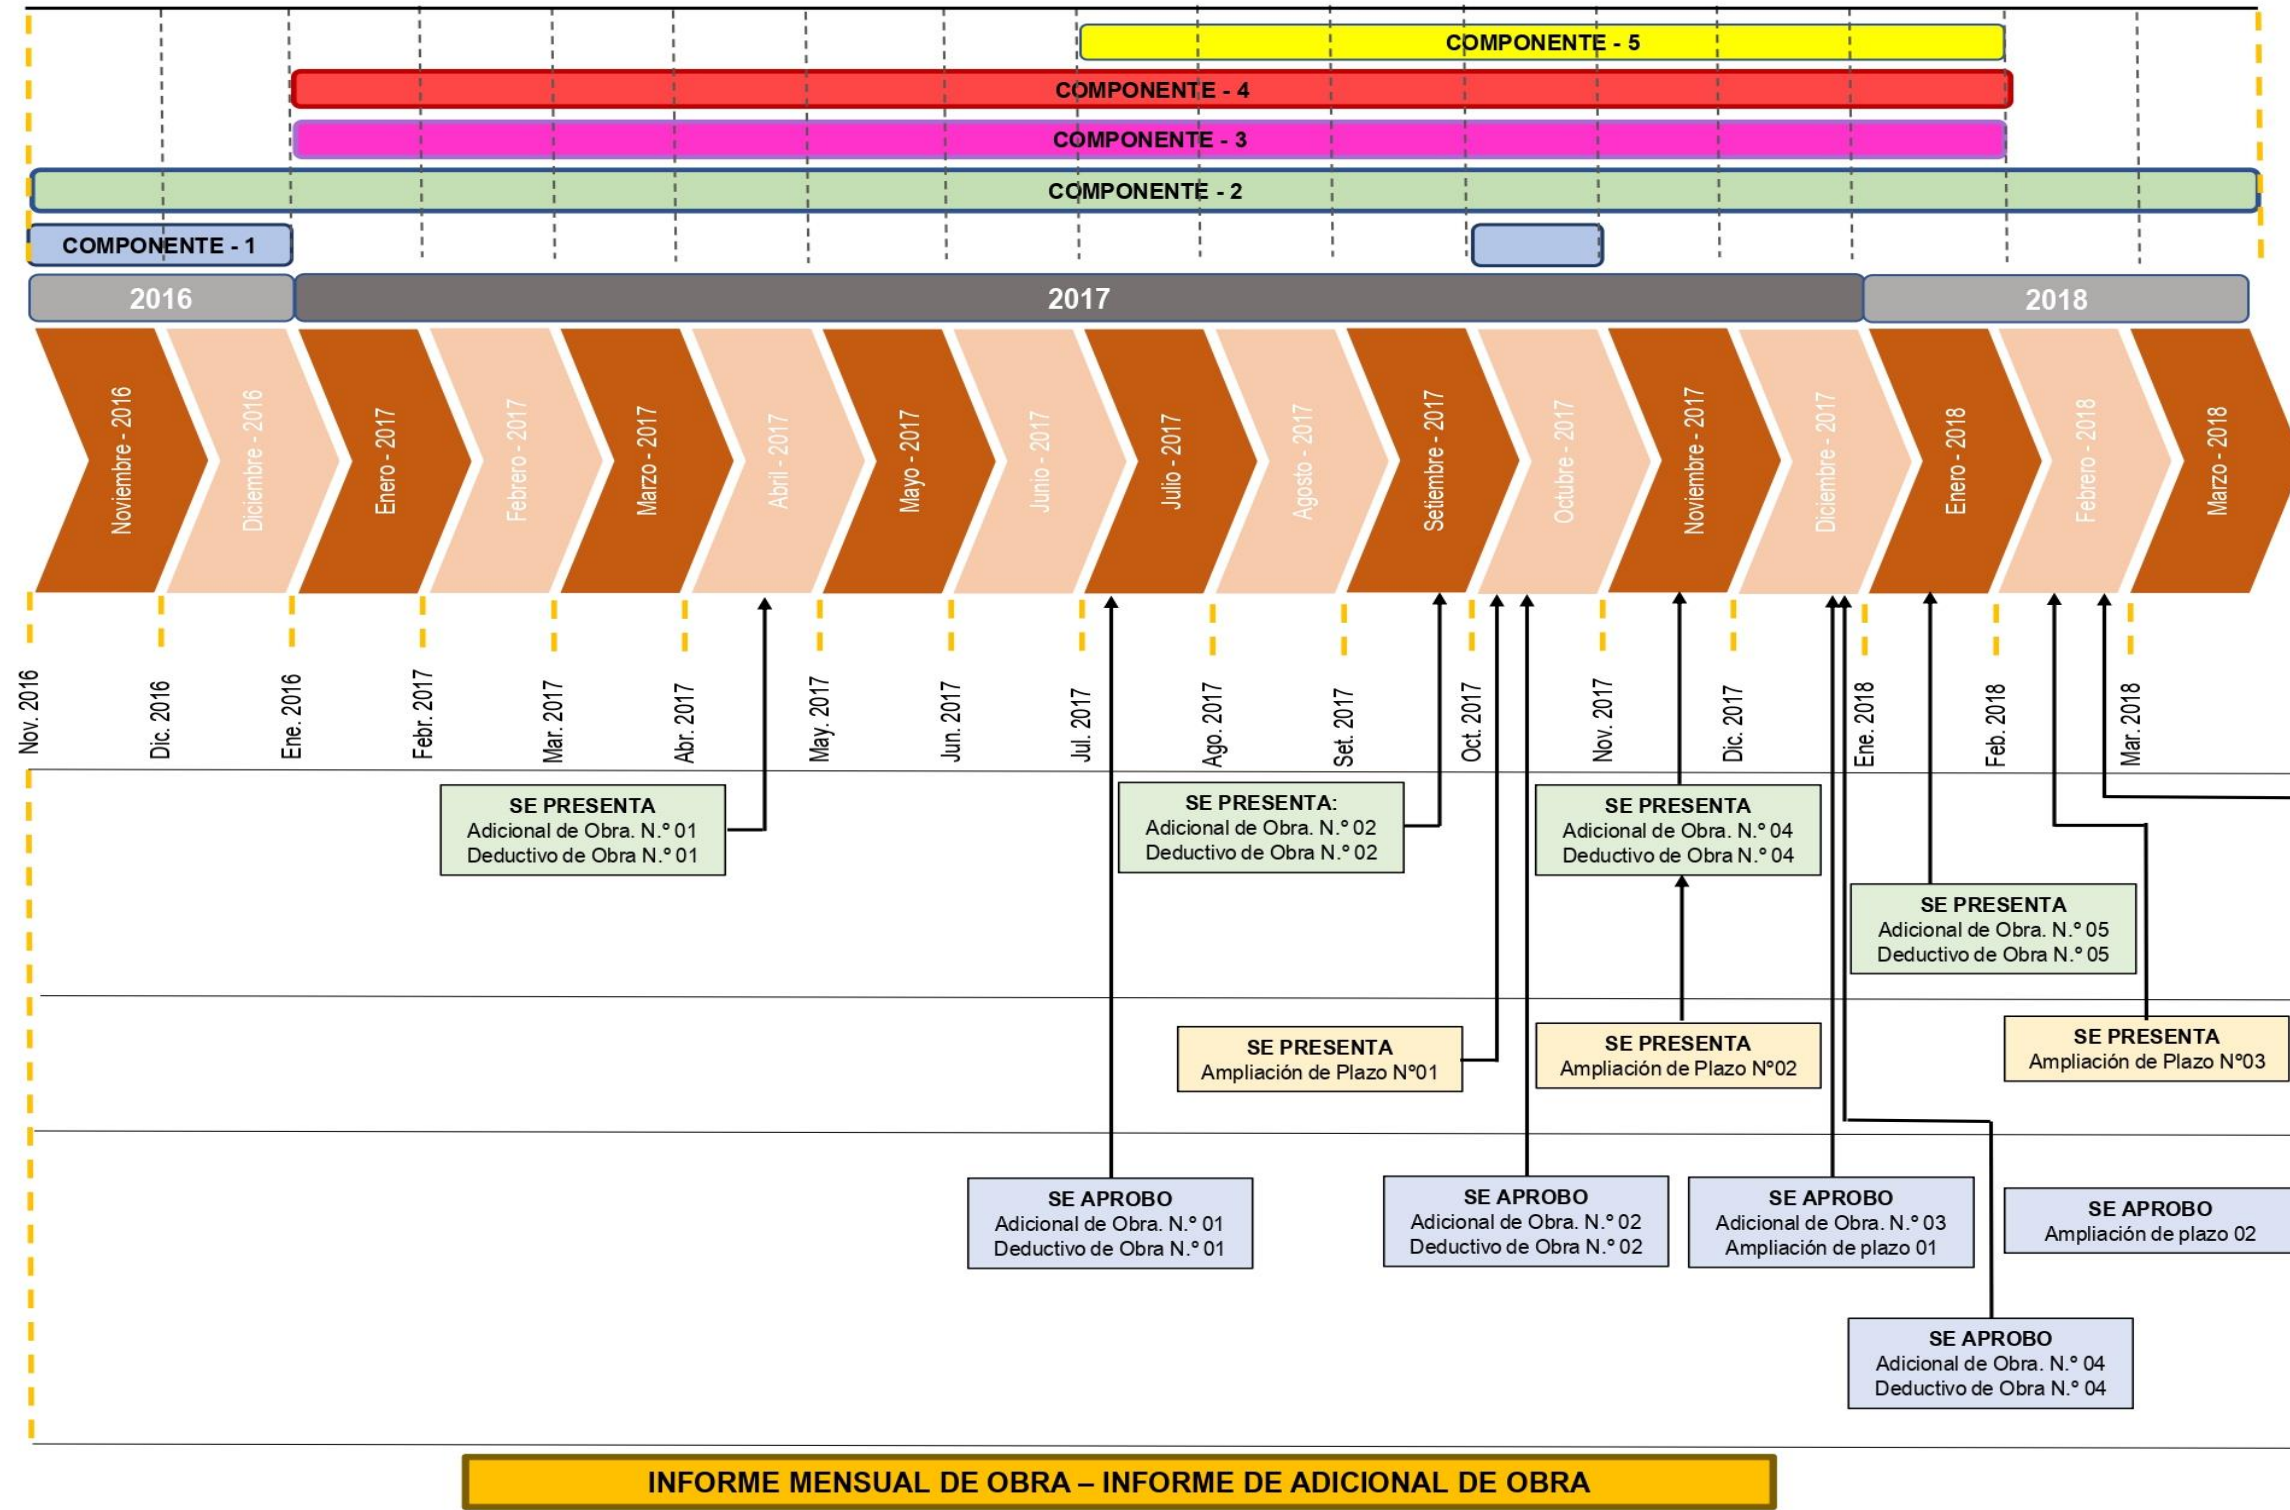 COMPONENTE - 5
COMPONENTE - 4
COMPONENTE - 3
COMPONENTE - 2
COMPONENTE - 1
2016
2017
2018
Noviembre - 2016
Diciembre - 2016
Enero - 2017
Febrero - 2017
Marzo - 2017
Abril - 2017
Mayo - 2017
Junio - 2017
Julio - 2017
Agosto - 2017
Setiembre - 2017
Octubre - 2017
Noviembre - 2017
Diciembre - 2017
Enero - 2018
Febrero - 2018
Marzo - 2018
Nov. 2016
Dic. 2016
Ene. 2016
Febr. 2017
Mar. 2017
Abr. 2017
May. 2017
Jun. 2017
Jul. 2017
Ago. 2017
Set. 2017
Oct. 2017
Nov. 2017
Dic. 2017
Ene. 2018
Feb. 2018
Mar. 2018
SE PRESENTA
Adicional de Obra. N.º 01
Deductivo de Obra N.º 01
SE PRESENTA:
Adicional de Obra. N.º 02
Deductivo de Obra N.º 02
SE PRESENTA
Adicional de Obra. N.º 04
Deductivo de Obra N.º 04
SE PRESENTA
Adicional de Obra. N.º 05
Deductivo de Obra N.º 05
SE PRESENTA
Ampliación de Plazo Nº01
SE PRESENTA
Ampliación de Plazo Nº02
SE PRESENTA
Ampliación de Plazo Nº03
SE APROBO
Adicional de Obra. N.º 01
Deductivo de Obra N.º 01
SE APROBO
Adicional de Obra. N.º 02
Deductivo de Obra N.º 02
SE APROBO
Adicional de Obra. N.º 03
Ampliación de plazo 01
SE APROBO
Ampliación de plazo 02
SE APROBO
Adicional de Obra. N.º 04
Deductivo de Obra N.º 04
INFORME MENSUAL DE OBRA – INFORME DE ADICIONAL DE OBRA